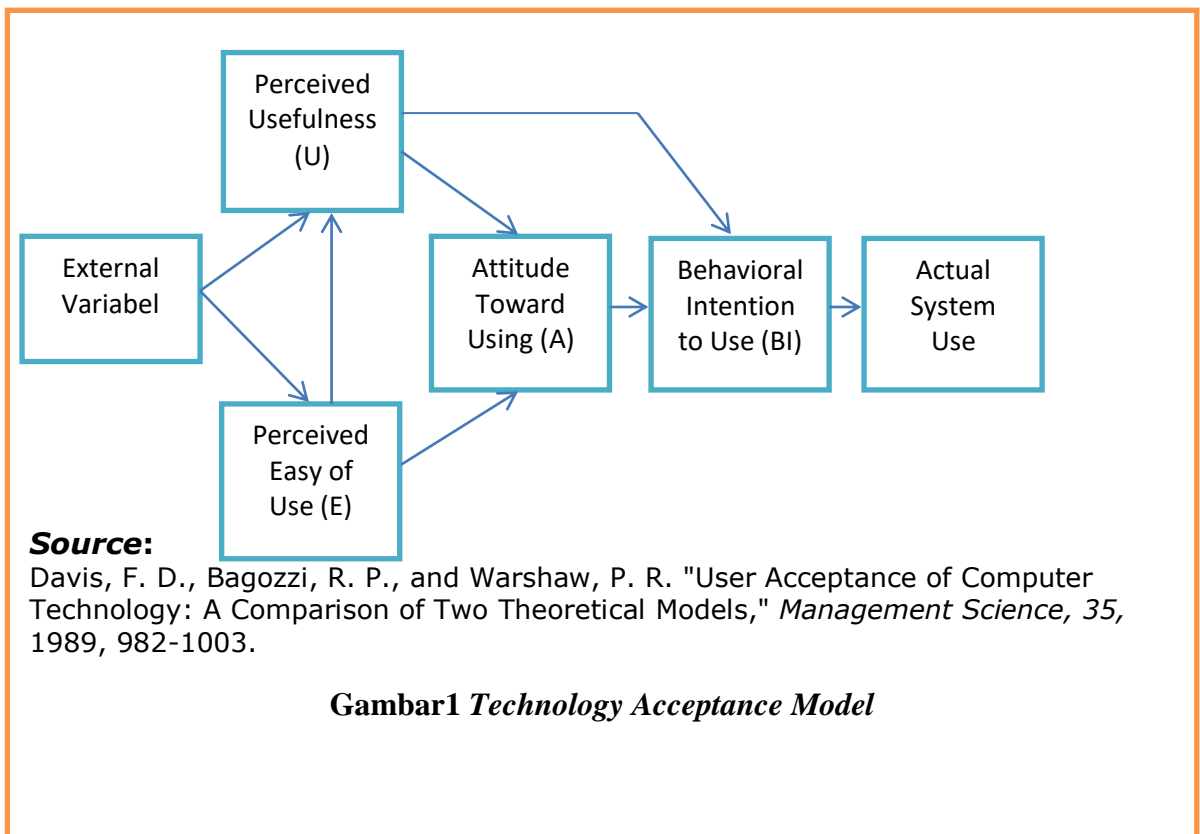 Perceived
Usefulness
(U)
External
Variabel
Attitude
Toward
Using (A)
Behavioral
Intention
to Use (BI)
Actual
System
Use
Perceived
Easy of
Use (E)
Source:
Davis, F. D., Bagozzi, R. P., and Warshaw, P. R. "User Acceptance of Computer
Technology: A Comparison of Two Theoretical Models," Management Science, 35,
1989, 982-1003.
Gambar1 Technology Acceptance Model